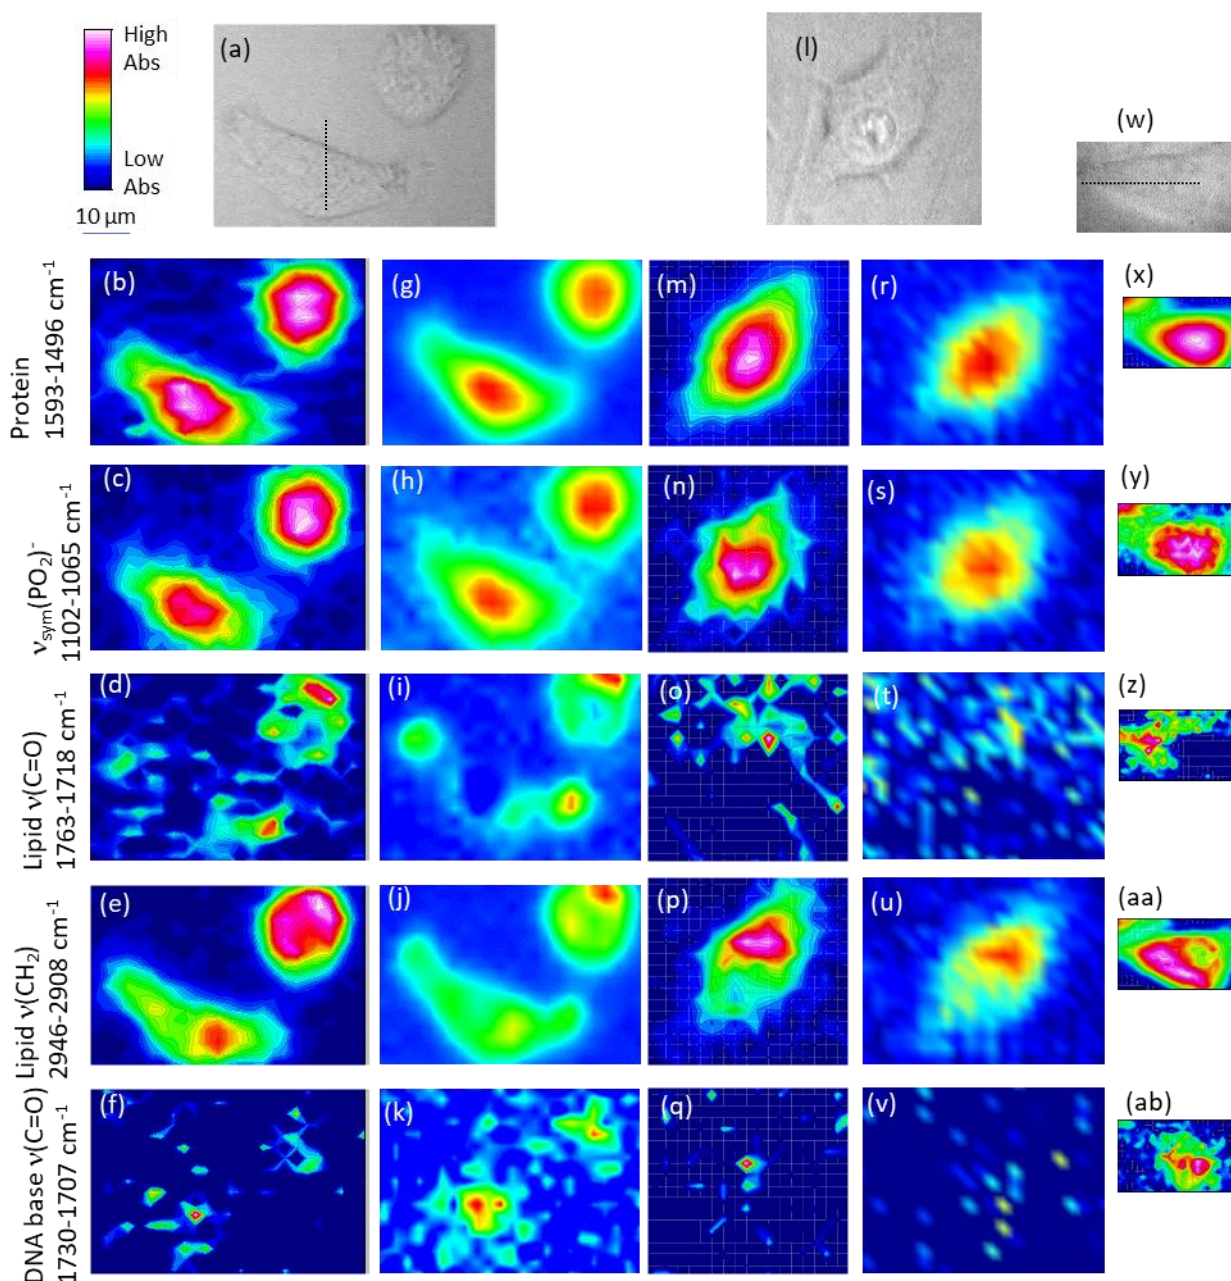 High
Abs
Low
Abs
10 µm
(a)
(l)
(w)
Protein
1593-1496 cm⁻¹
(b)
(g)
(m)
(r)
(x)
νsym(PO₂)⁻
1102-1065 cm⁻¹
(c)
(h)
(n)
(s)
(y)
Lipid ν(C=O)
1763-1718 cm⁻¹
(d)
(i)
(o)
(t)
(z)
Lipid ν(CH₂)
2946-2908 cm⁻¹
(e)
(j)
(p)
(u)
(aa)
DNA base ν(C=O)
1730-1707 cm⁻¹
(f)
(k)
(q)
(v)
(ab)